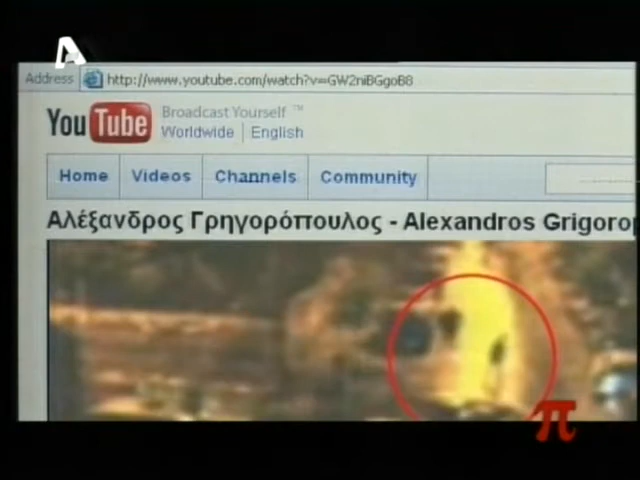 A
Address http://www.youtube.com/watch?v=GW2niBGgoB8
YouTube Broadcast Yourself ™
Worldwide English
Home Videos Channels Community
Αλέξανδρος Γρηγορόπουλος - Alexandros Grigorop
π